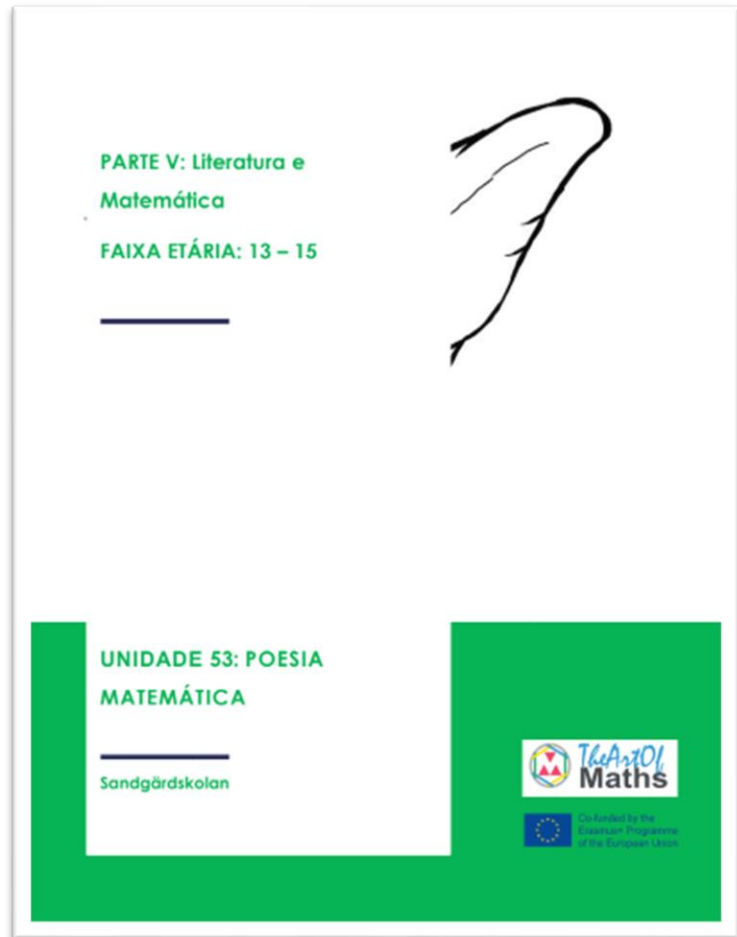 PARTE V: Literatura e
Matemática
FAIXA ETÁRIA: 13 – 15
UNIDADE 53: POESIA
MATEMÁTICA
Sandgärdskolan
TheArtOf
Maths
Co-funded by the
Erasmus+ Programme
of the European Union